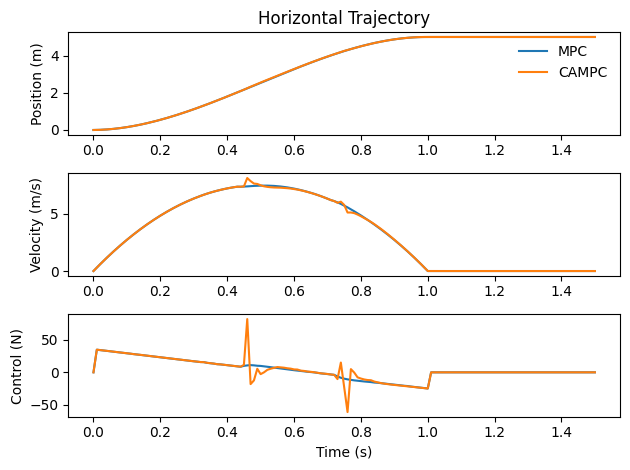 Horizontal Trajectory
Position (m)
4
2
0
MPC
CAMPC
0.0 0.2 0.4 0.6 0.8 1.0 1.2 1.4
Velocity (m/s)
5
0
0.0 0.2 0.4 0.6 0.8 1.0 1.2 1.4
Control (N)
50
0
−50
0.0 0.2 0.4 0.6 0.8 1.0 1.2 1.4
Time (s)